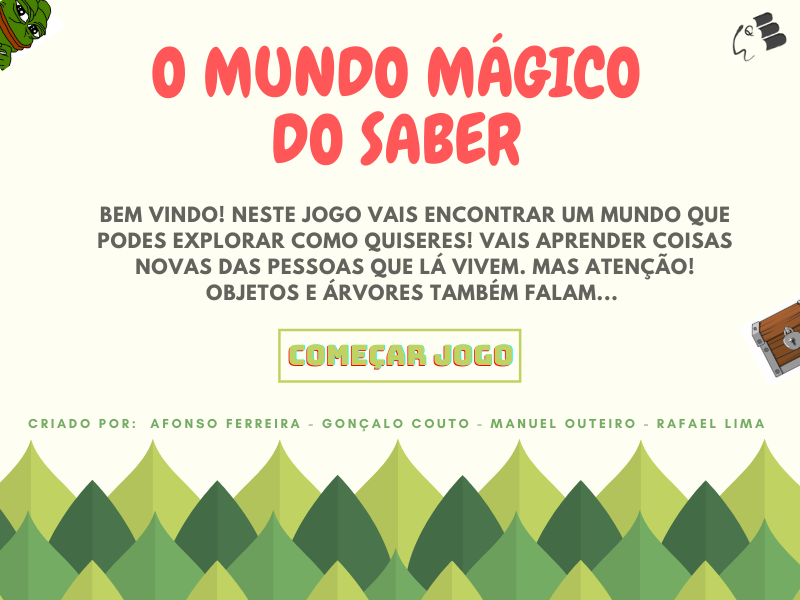 O MUNDO MÁGICO
DO SABER
BEM VINDO! NESTE JOGO VAIS ENCONTRAR UM MUNDO QUE
PODES EXPLORAR COMO QUISERES! VAIS APRENDER COISAS
NOVAS DAS PESSOAS QUE LÁ VIVEM. MAS ATENÇÃO!
OBJETOS E ÁRVORES TAMBÉM FALAM...
COMEÇAR JOGO
CRIADO POR: AFONSO FERREIRA - GONÇALO COUTO - MANUEL OUTEIRO - RAFAEL LIMA